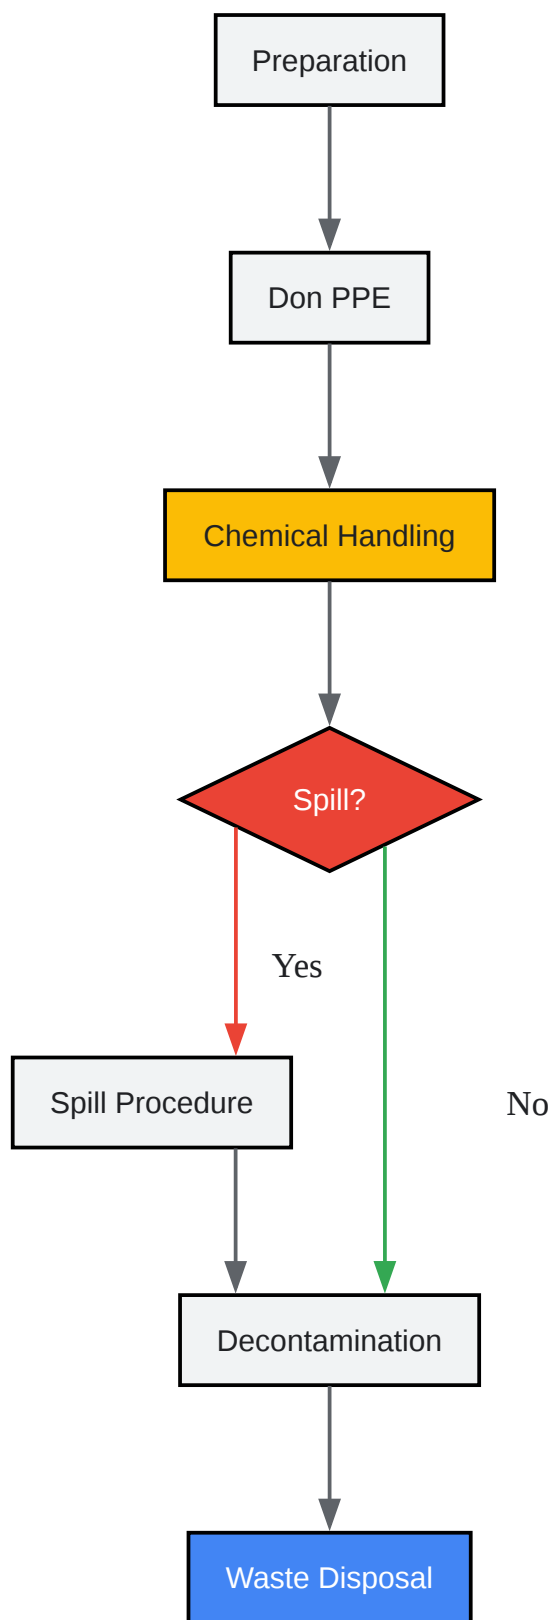 Preparation
Don PPE
Chemical Handling
Spill?
Yes
Spill Procedure
No
Decontamination
Waste Disposal